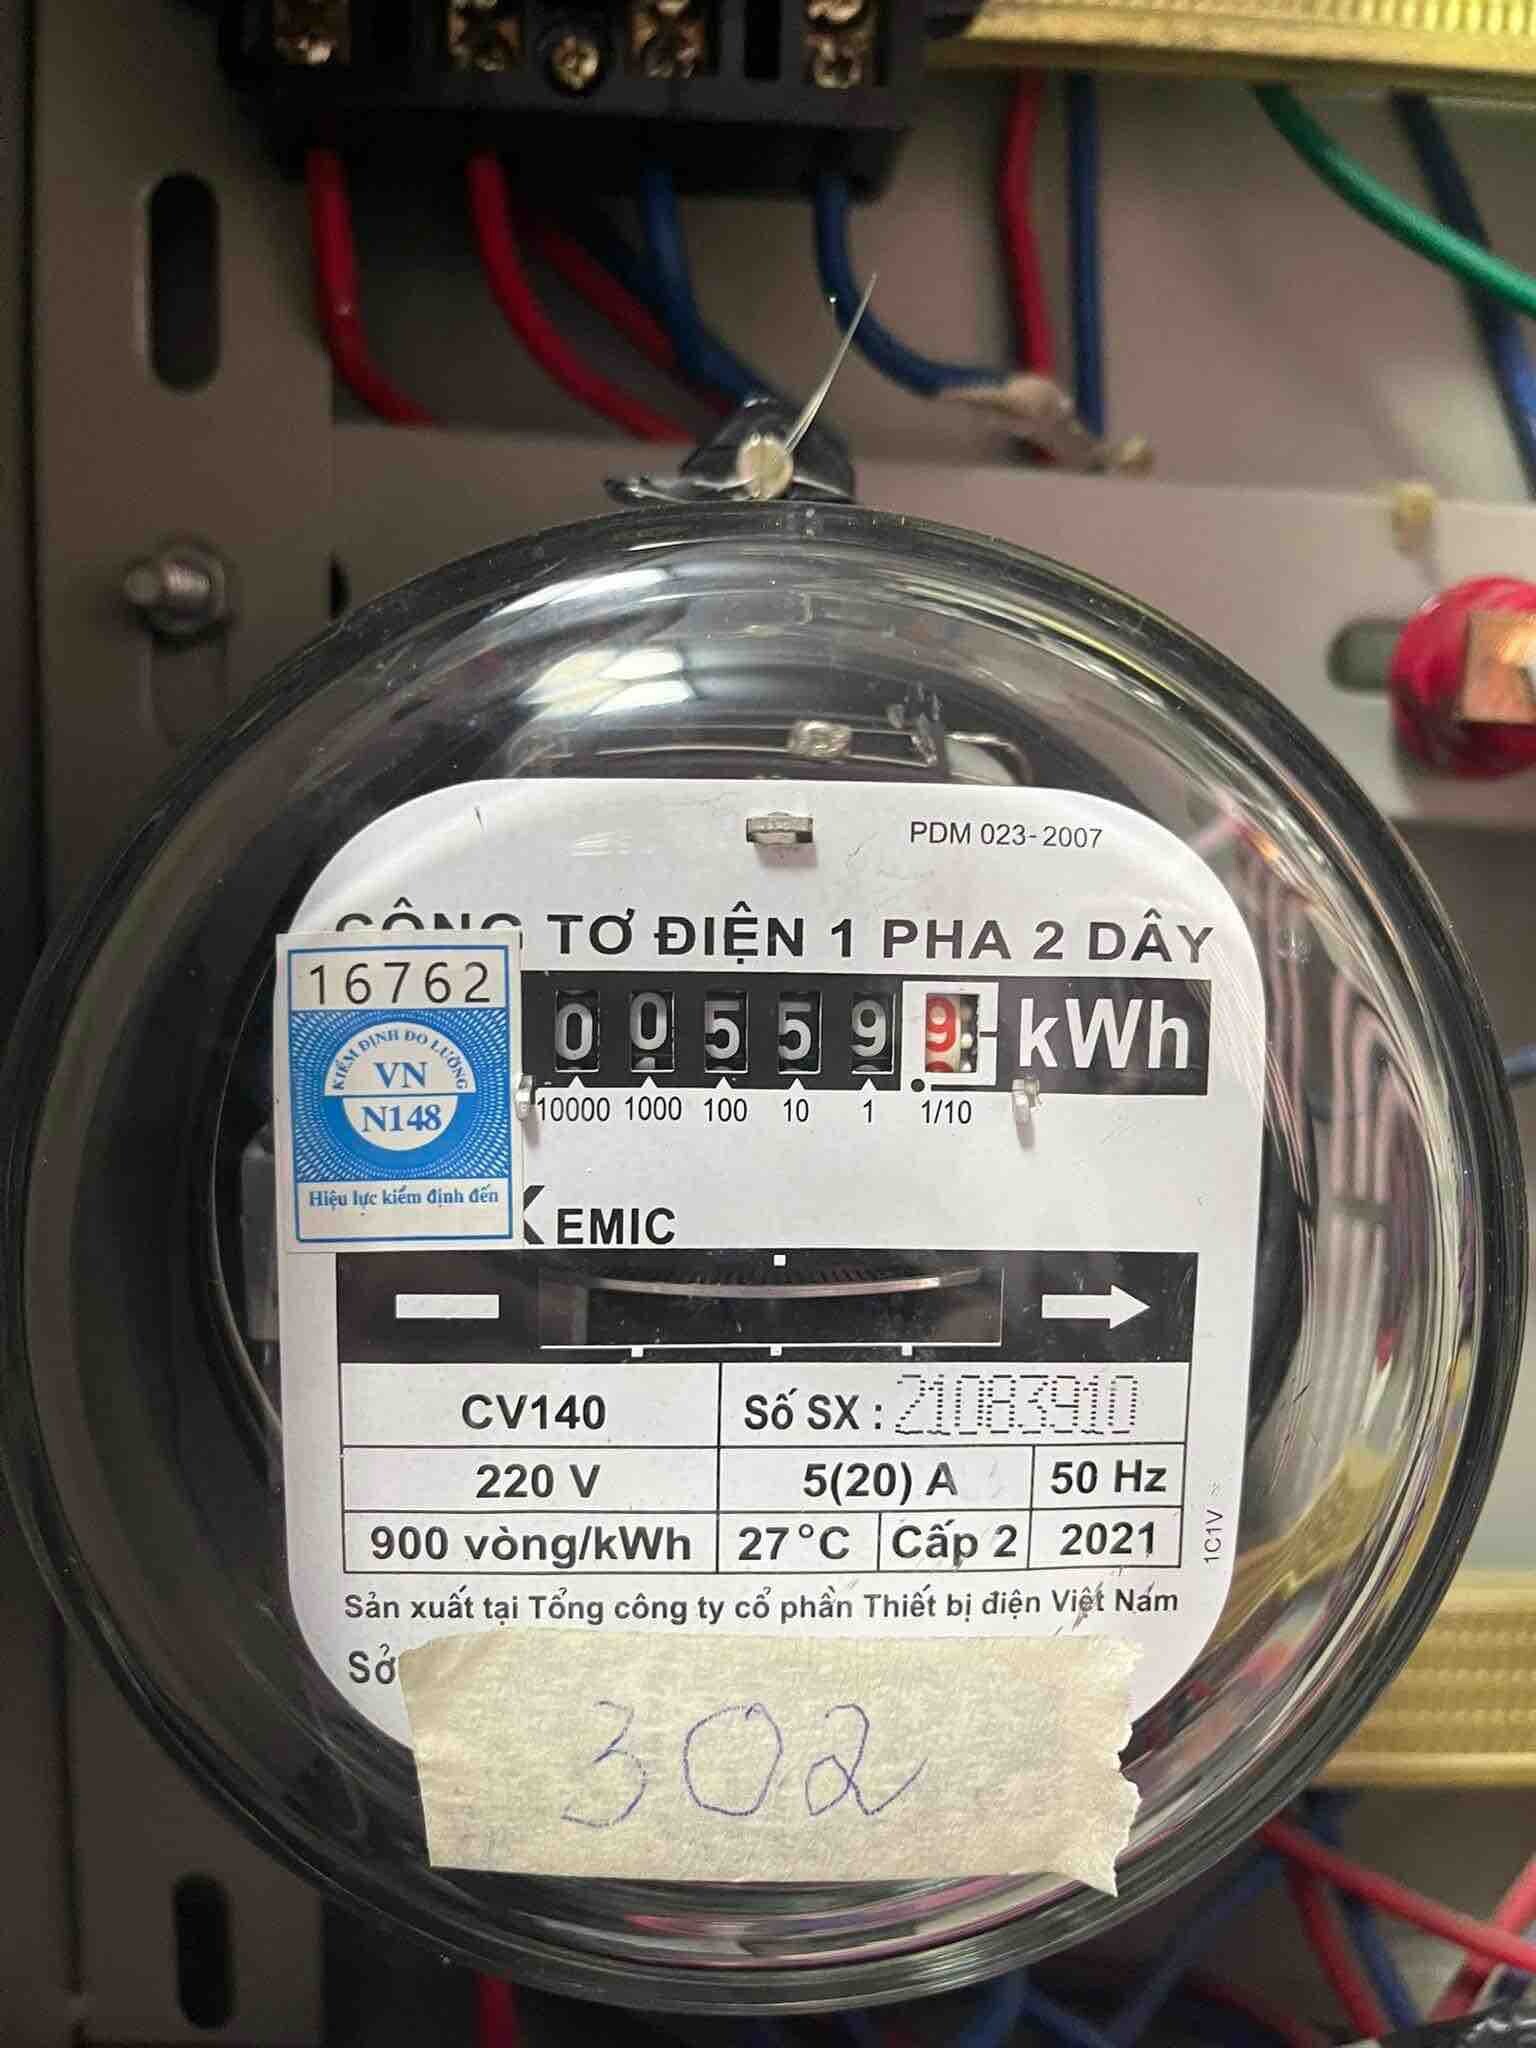 PDM 023-2007
CÔNG TƠ ĐIỆN 1 PHA 2 DÂY
16762
0 0 5 5 9 9 kWh
10000 1000 100 10 1 1/10
KIỂM ĐỊNH ĐO LƯỜNG
VN
N148
Hiệu lực kiểm định đến
EMIC
CV140 Số SX : 21083910
220 V 5(20) A 50 Hz
900 vòng/kWh 27°C Cấp 2 2021
1C1V
Sản xuất tại Tổng công ty cổ phần Thiết bị điện Việt Nam
Sở
302